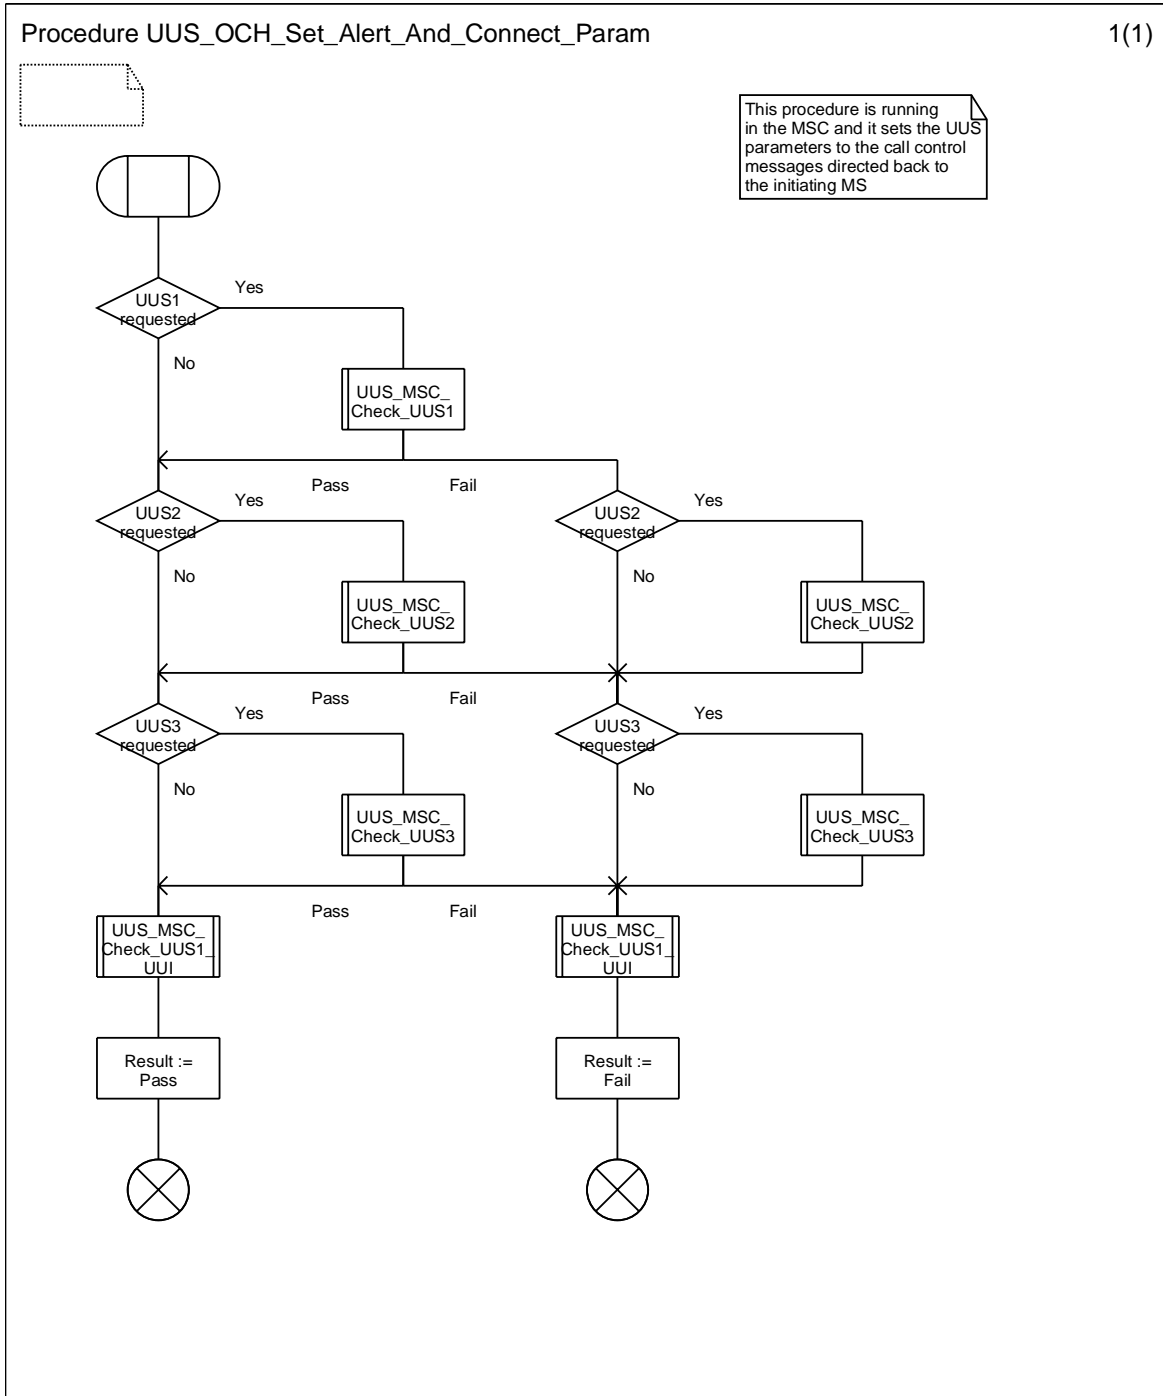 Procedure UUS_OCH_Set_Alert_And_Connect_Param 1(1)
This procedure is running
in the MSC and it sets the UUS
parameters to the call control
messages directed back to
the initiating MS
UUS1
requested
Yes
No
UUS_MSC_
Check_UUS1
Pass
Fail
UUS2
requested
Yes
No
UUS_MSC_
Check_UUS2
UUS2
requested
Yes
No
UUS_MSC_
Check_UUS2
Pass
Fail
UUS3
requested
Yes
No
UUS_MSC_
Check_UUS3
UUS3
requested
Yes
No
UUS_MSC_
Check_UUS3
Pass
Fail
UUS_MSC_
Check_UUS1_
UUI
UUS_MSC_
Check_UUS1_
UUI
Result :=
Pass
Result :=
Fail